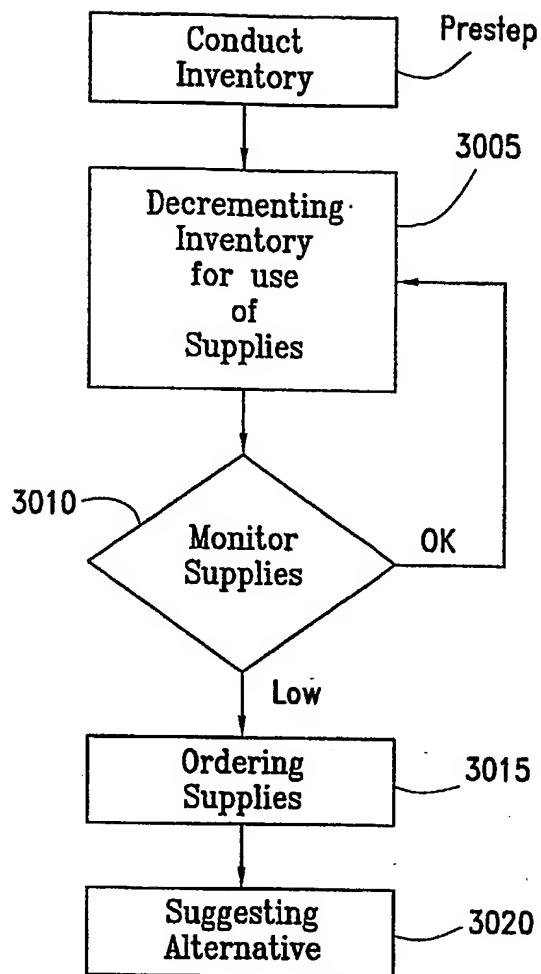 Conduct
Inventory
Prestep
3005
Decrementing
Inventory
for use
of
Supplies
3010
Monitor
Supplies
OK
Low
Ordering
Supplies
3015
Suggesting
Alternative
3020